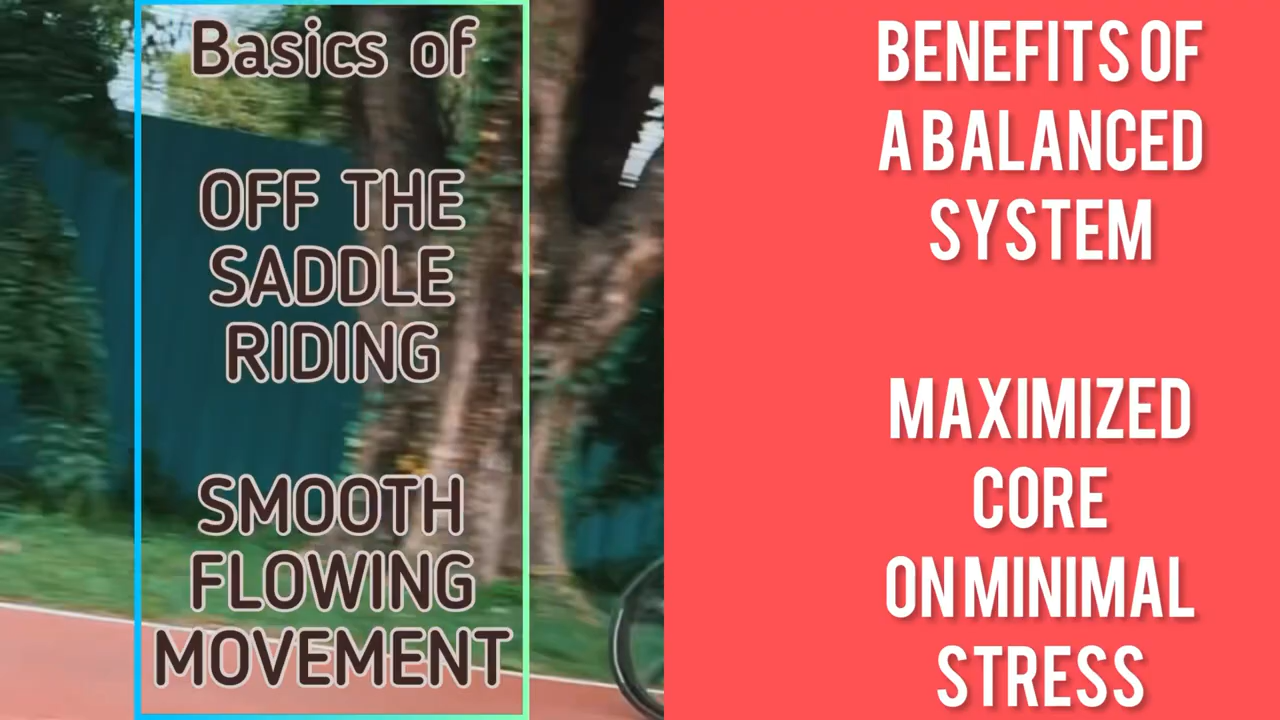 Basics of
OFF THE
SADDLE
RIDING
SMOOTH
FLOWING
MOVEMENT
BENEFITS OF
A BALANCED
SYSTEM
MAXIMIZED
CORE
ON MINIMAL
STRESS